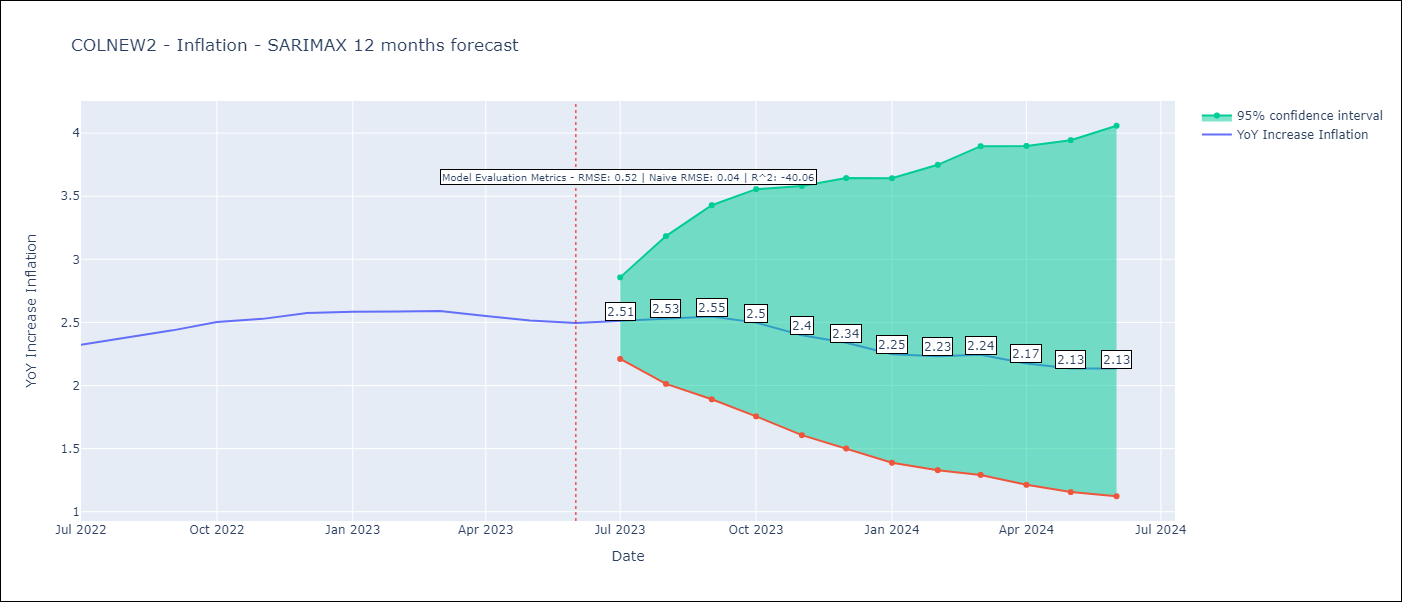 COLNEW2 - Inflation - SARIMAX 12 months forecast
95% confidence interval
YoY Increase Inflation
Model Evaluation Metrics - RMSE: 0.52 | Naive RMSE: 0.04 | R^2: -40.06
YoY Increase Inflation
4
3.5
3
2.5
2
1.5
1
2.51
2.53
2.55
2.5
2.4
2.34
2.25
2.23
2.24
2.17
2.13
2.13
Jul 2022
Oct 2022
Jan 2023
Apr 2023
Jul 2023
Oct 2023
Jan 2024
Apr 2024
Jul 2024
Date